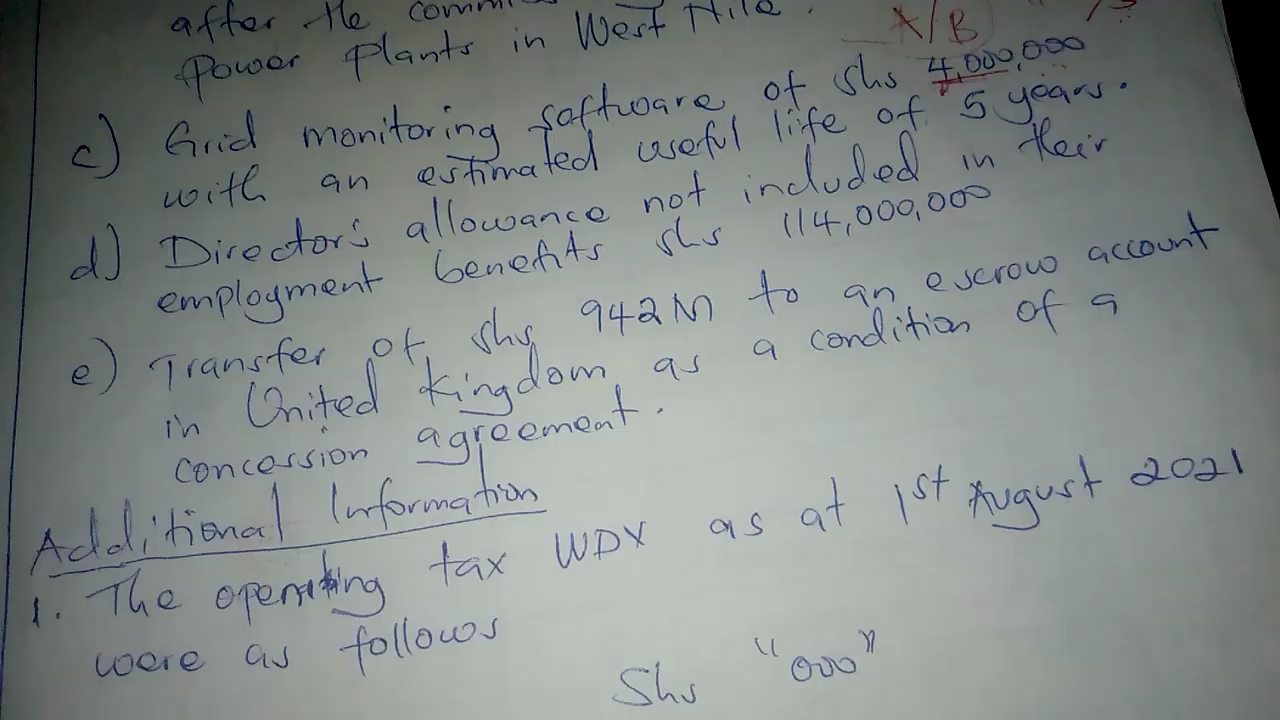 after the
Power Plants in West Nile.
A/B
c) Grid monitoring software of shs 4,000,000
with an estimated useful life of 5 years.
d) Director's allowance not included in their
employment benefits shs 114,000,000
e) Transfer of shs 942M to an escrow account
in United Kingdom as a condition of a
concession agreement.
Additional Information
1. The operating tax WDV as at 1st August 2021
were as follows
Shs "000"